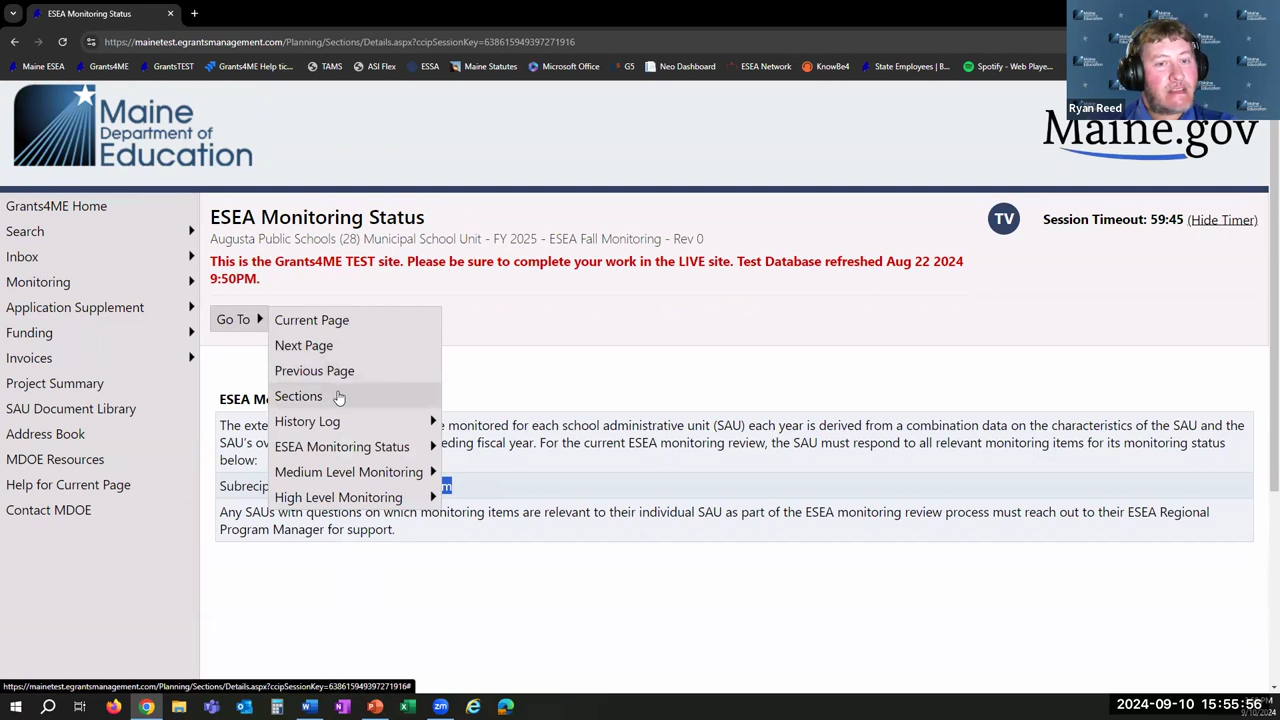 ESEA Monitoring Status
https://mainetest.egrantsmanagement.com/Planning/Sections/Details.aspx?ccipSessionKey=638615949397271916
Maine ESEA
Grants4ME
GrantsTEST
Grants4ME Help tic...
TAMS
ASI Flex
ESSA
Maine Statutes
Microsoft Office
G5
Neo Dashboard
ESEA Network
KnowBe4
State Employees | B...
Spotify - Web Playe...
Ryan Reed
Maine
Department of
Education
Maine.gov
Grants4ME Home
Search
Inbox
Monitoring
Application Supplement
Funding
Invoices
Project Summary
SAU Document Library
Address Book
MDOE Resources
Help for Current Page
Contact MDOE
ESEA Monitoring Status
TV
Session Timeout: 59:45 (Hide Timer)
Augusta Public Schools (28) Municipal School Unit - FY 2025 - ESEA Fall Monitoring - Rev 0
This is the Grants4ME TEST site. Please be sure to complete your work in the LIVE site. Test Database refreshed Aug 22 2024
9:50PM.
Go To
Current Page
Next Page
Previous Page
Sections
History Log
ESEA Monitoring Status
Medium Level Monitoring
High Level Monitoring
ESEA M
The exte e monitored for each school administrative unit (SAU) each year is derived from a combination data on the characteristics of the SAU and the
SAU's ov eding fiscal year. For the current ESEA monitoring review, the SAU must respond to all relevant monitoring items for its monitoring status
below:
Subrecip m
Any SAUs with questions on which monitoring items are relevant to their individual SAU as part of the ESEA monitoring review process must reach out to their ESEA Regional
Program Manager for support.
https://mainetest.egrantsmanagement.com/Planning/Sections/Details.aspx?ccipSessionKey=638615949397271916#
2024-09-10 15:55:56